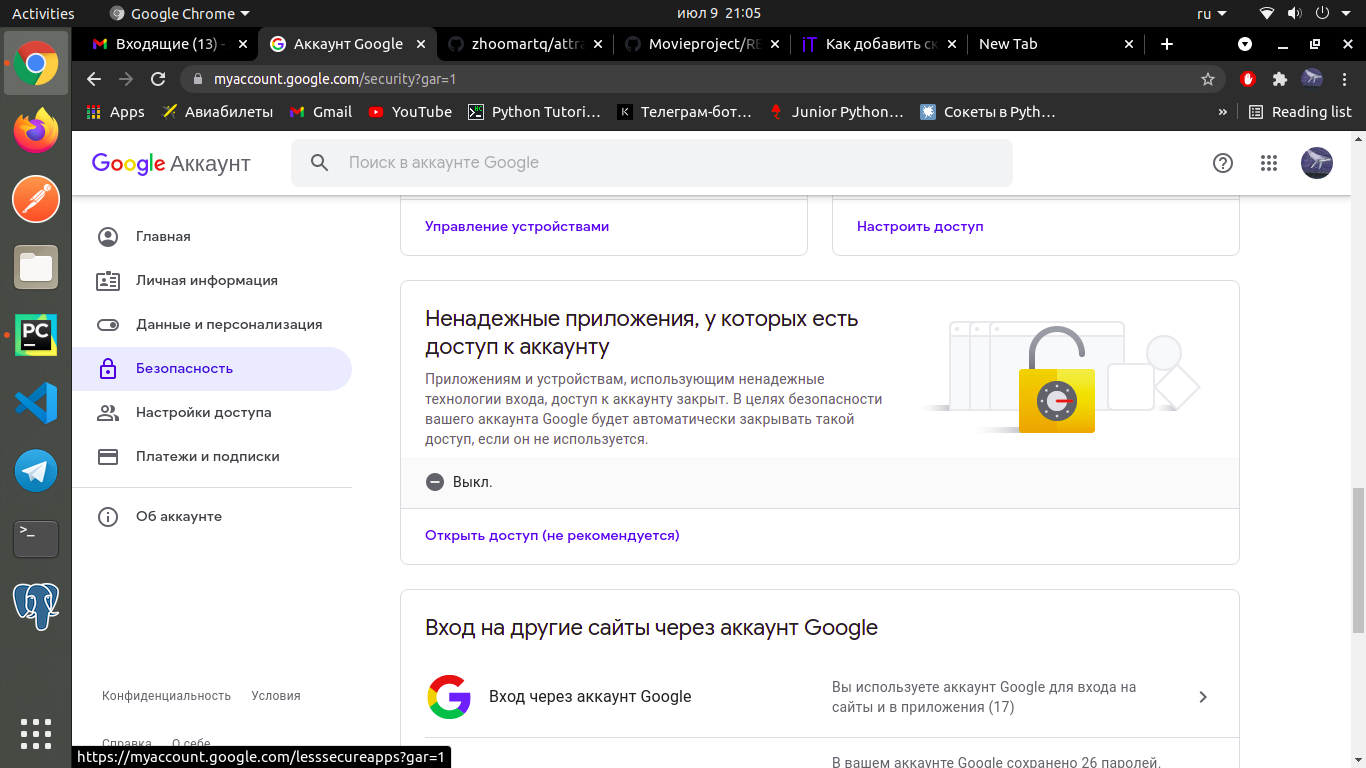 Activities
Google Chrome
июл 9 21:05
ru
Входящие (13) -
Аккаунт Google
zhoomartq/attra
Movieproject/RE
Как добавить ск
New Tab
myaccount.google.com/security?gar=1
Apps
Авиабилеты
Gmail
YouTube
Python Tutori...
Телеграм-бот...
Junior Python...
Сокеты в Pyth...
»
Reading list
Google Аккаунт
Поиск в аккаунте Google
Главная
Личная информация
Данные и персонализация
Безопасность
Настройки доступа
Платежи и подписки
Об аккаунте
Конфиденциальность
Условия
Справка
О себе
Управление устройствами
Настроить доступ
Ненадежные приложения, у которых есть
доступ к аккаунту
Приложениям и устройствам, использующим ненадежные
технологии входа, доступ к аккаунту закрыт. В целях безопасности
вашего аккаунта Google будет автоматически закрывать такой
доступ, если он не используется.
Выкл.
Открыть доступ (не рекомендуется)
Вход на другие сайты через аккаунт Google
Вход через аккаунт Google
Вы используете аккаунт Google для входа на
сайты и в приложения (17)
В вашем аккаунте Google сохранено 26 паролей.
https://myaccount.google.com/lesssecureapps?gar=1